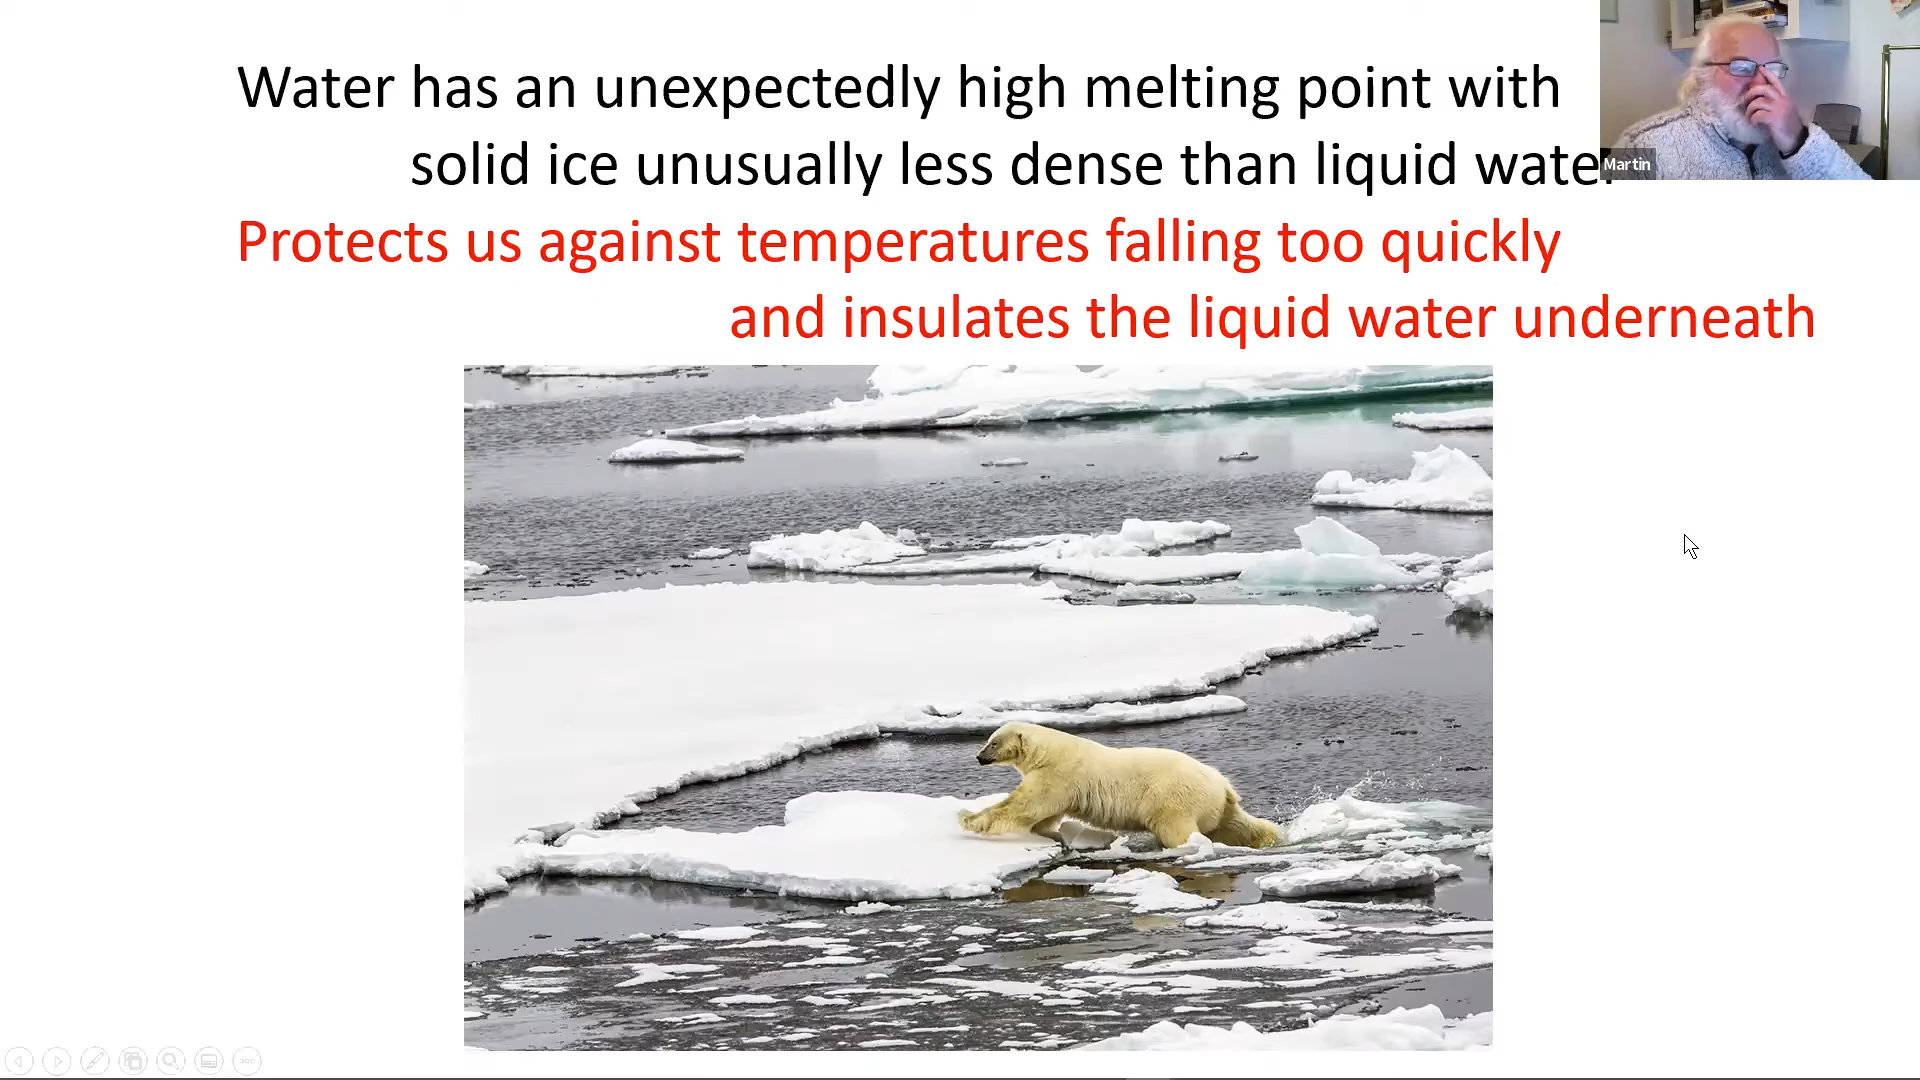 Water has an unexpectedly high melting point with
solid ice unusually less dense than liquid water
Protects us against temperatures falling too quickly
and insulates the liquid water underneath
Martin